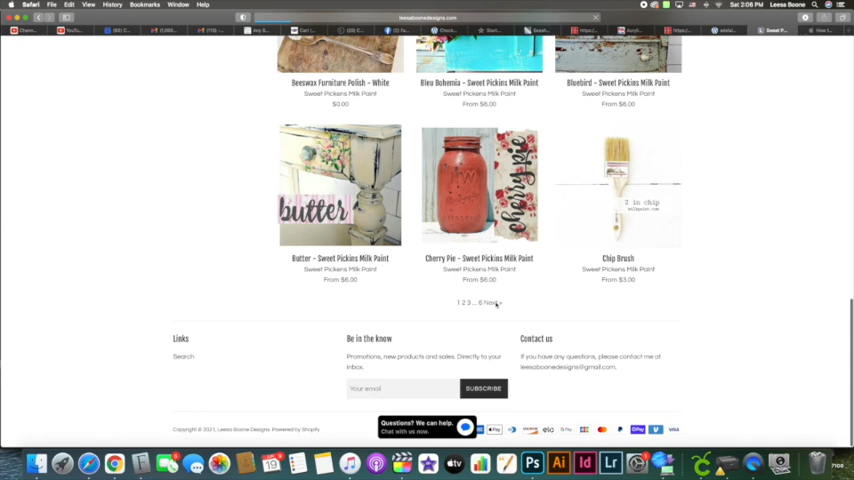 Safari File Edit View History Bookmarks Window Help
Sat 2:06 PM Leesa Boone
leesaboonedesigns.com
Beeswax Furniture Polish - White
Sweet Pickens Milk Paint
$0.00
Bleu Bohemia - Sweet Pickins Milk Paint
Sweet Pickens Milk Paint
From $6.00
Bluebird - Sweet Pickins Milk Paint
Sweet Pickens Milk Paint
From $6.00
butter
cherry pie
2 in chip
milkpaint.com
Butter - Sweet Pickins Milk Paint
Sweet Pickens Milk Paint
From $6.00
Cherry Pie - Sweet Pickins Milk Paint
Sweet Pickens Milk Paint
From $6.00
Chip Brush
Sweet Pickens Milk Paint
From $3.00
1 2 3 ... 6 Next »
Links
Search
Be in the know
Promotions, new products and sales. Directly to your
inbox.
Your email
SUBSCRIBE
Contact us
If you have any questions, please contact me at
leesaboonedesigns@gmail.com.
Copyright © 2021, Leesa Boone Designs. Powered by Shopify
Questions? We can help.
Chat with us now.